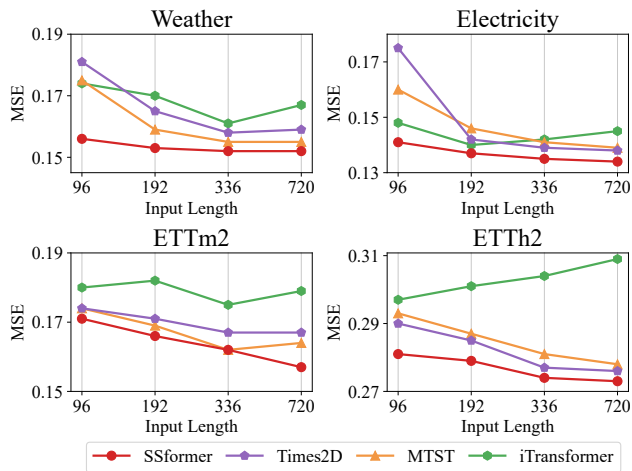 Weather
Electricity
MSE
0.19
0.17
0.15
96
192
336
720
Input Length
MSE
0.17
0.15
0.13
96
192
336
720
Input Length
ETTm2
ETTh2
MSE
0.19
0.17
0.15
96
192
336
720
Input Length
MSE
0.31
0.29
0.27
96
192
336
720
Input Length
SSformer
Times2D
MTST
iTransformer